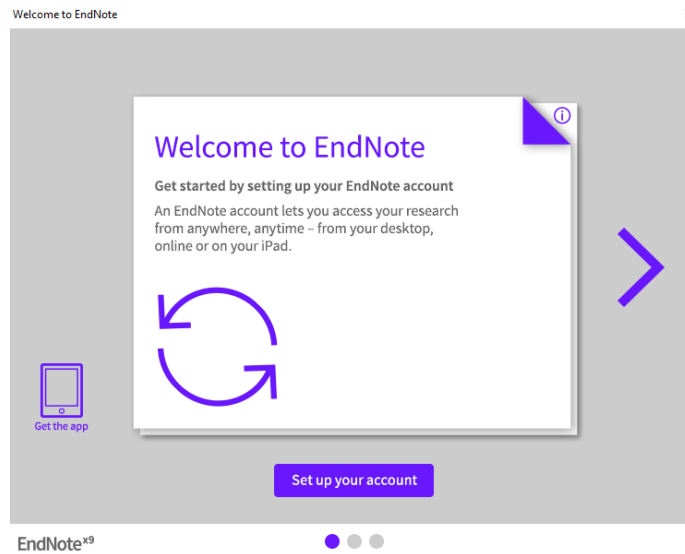 Welcome to EndNote
Welcome to EndNote
Get started by setting up your EndNote account
An EndNote account lets you access your research
from anywhere, anytime – from your desktop,
online or on your iPad.
Get the app
Set up your account
EndNote x9